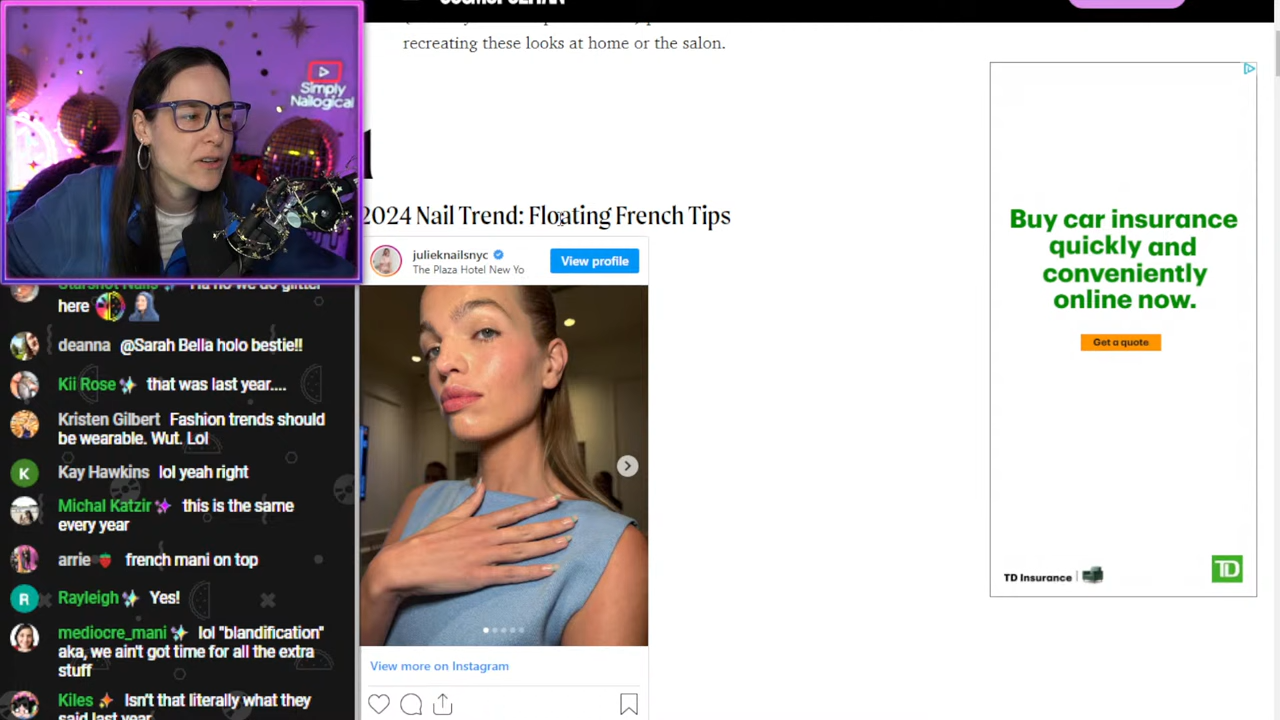 COSMOPOLITAN
recreating these looks at home or the salon.
Simply
Nailogical
2024 Nail Trend: Floating French Tips
julieknailsnyc
The Plaza Hotel New Yo
View profile
View more on Instagram
Starshot Nails Ha no we do glitter
here
deanna @Sarah Bella holo bestie!!
Kii Rose that was last year....
Kristen Gilbert Fashion trends should
be wearable. Wut. Lol
K
Kay Hawkins lol yeah right
Michal Katzir this is the same
every year
arrie french mani on top
R
Rayleigh Yes!
mediocre_mani lol "blandification"
aka, we ain't got time for all the extra
stuff
Kiles Isn't that literally what they
said last year
Buy car insurance
quickly and
conveniently
online now.
Get a quote
TD Insurance
TD